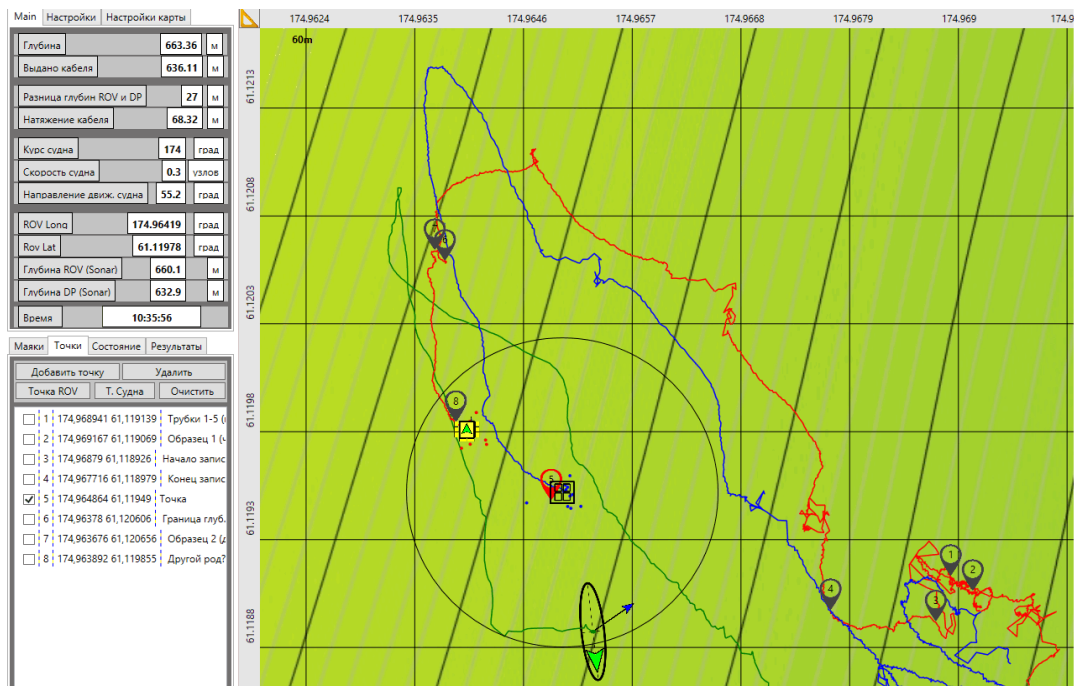 Main Настройки Настройки карты
Глубина 663.36 м
Выдано кабеля 636.11 м
Разница глубин ROV и DP 27 м
Натяжение кабеля 68.32 м
Курс судна 174 град
Скорость судна 0.3 узлов
Направление движ. судна 55.2 град
ROV Long 174.96419 град
Rov Lat 61.11978 град
Глубина ROV (Sonar) 660.1 м
Глубина DP (Sonar) 632.9 м
Время 10:35:56
Маяки Точки Состояние Результаты
Добавить точку Удалить
Точка ROV Т. Судна Очистить
1 174,968941 61,119139 Трубки 1-5 (
2 174,969167 61,119069 Образец 1 (ч
3 174,96879 61,118926 Начало запис
4 174,967716 61,118979 Конец запис
5 174,964864 61,11949 Точка
6 174,96378 61,120606 Граница глуб.
7 174,963676 61,120656 Образец 2 (д
8 174,963892 61,119855 Другой род?
174.9624 174.9635 174.9646 174.9657 174.9668 174.9679 174.969 174.9
60m
61.1213
61.1208
61.1203
61.1198
61.1193
61.1188
6
8
5
1
2
3
4